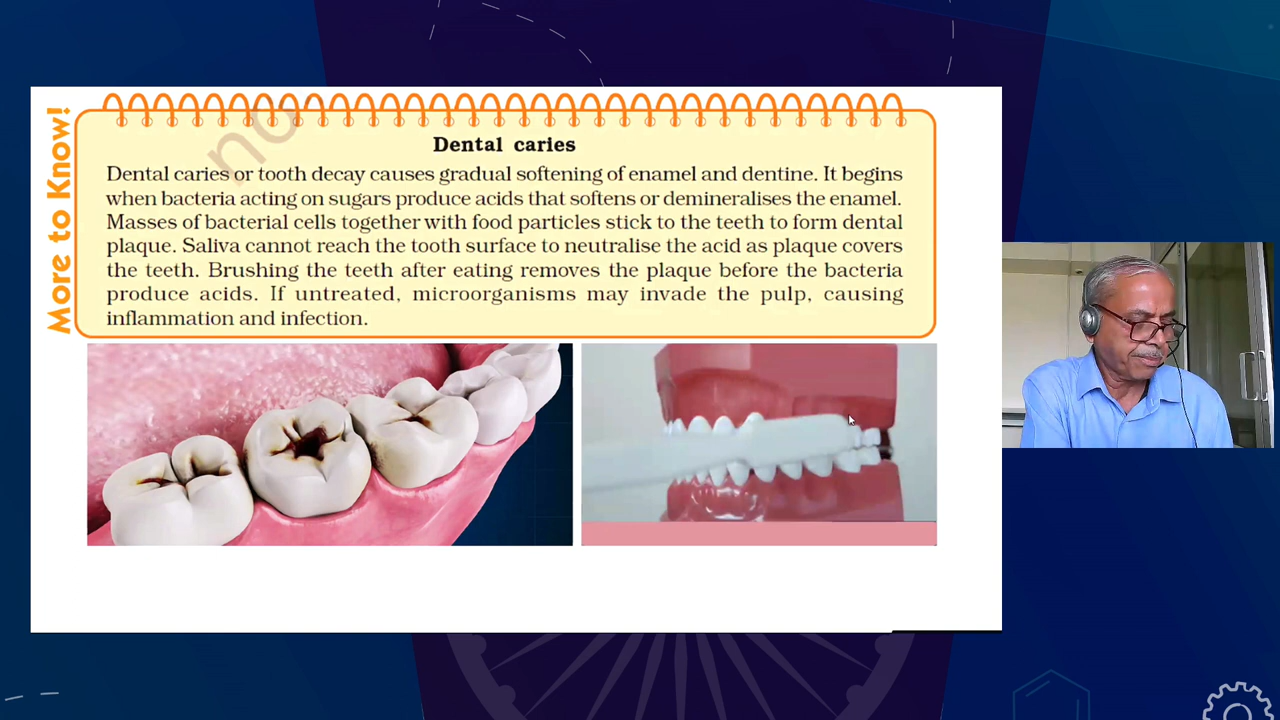 More to Know!
Dental caries
Dental caries or tooth decay causes gradual softening of enamel and dentine. It begins
when bacteria acting on sugars produce acids that softens or demineralises the enamel.
Masses of bacterial cells together with food particles stick to the teeth to form dental
plaque. Saliva cannot reach the tooth surface to neutralise the acid as plaque covers
the teeth. Brushing the teeth after eating removes the plaque before the bacteria
produce acids. If untreated, microorganisms may invade the pulp, causing
inflammation and infection.